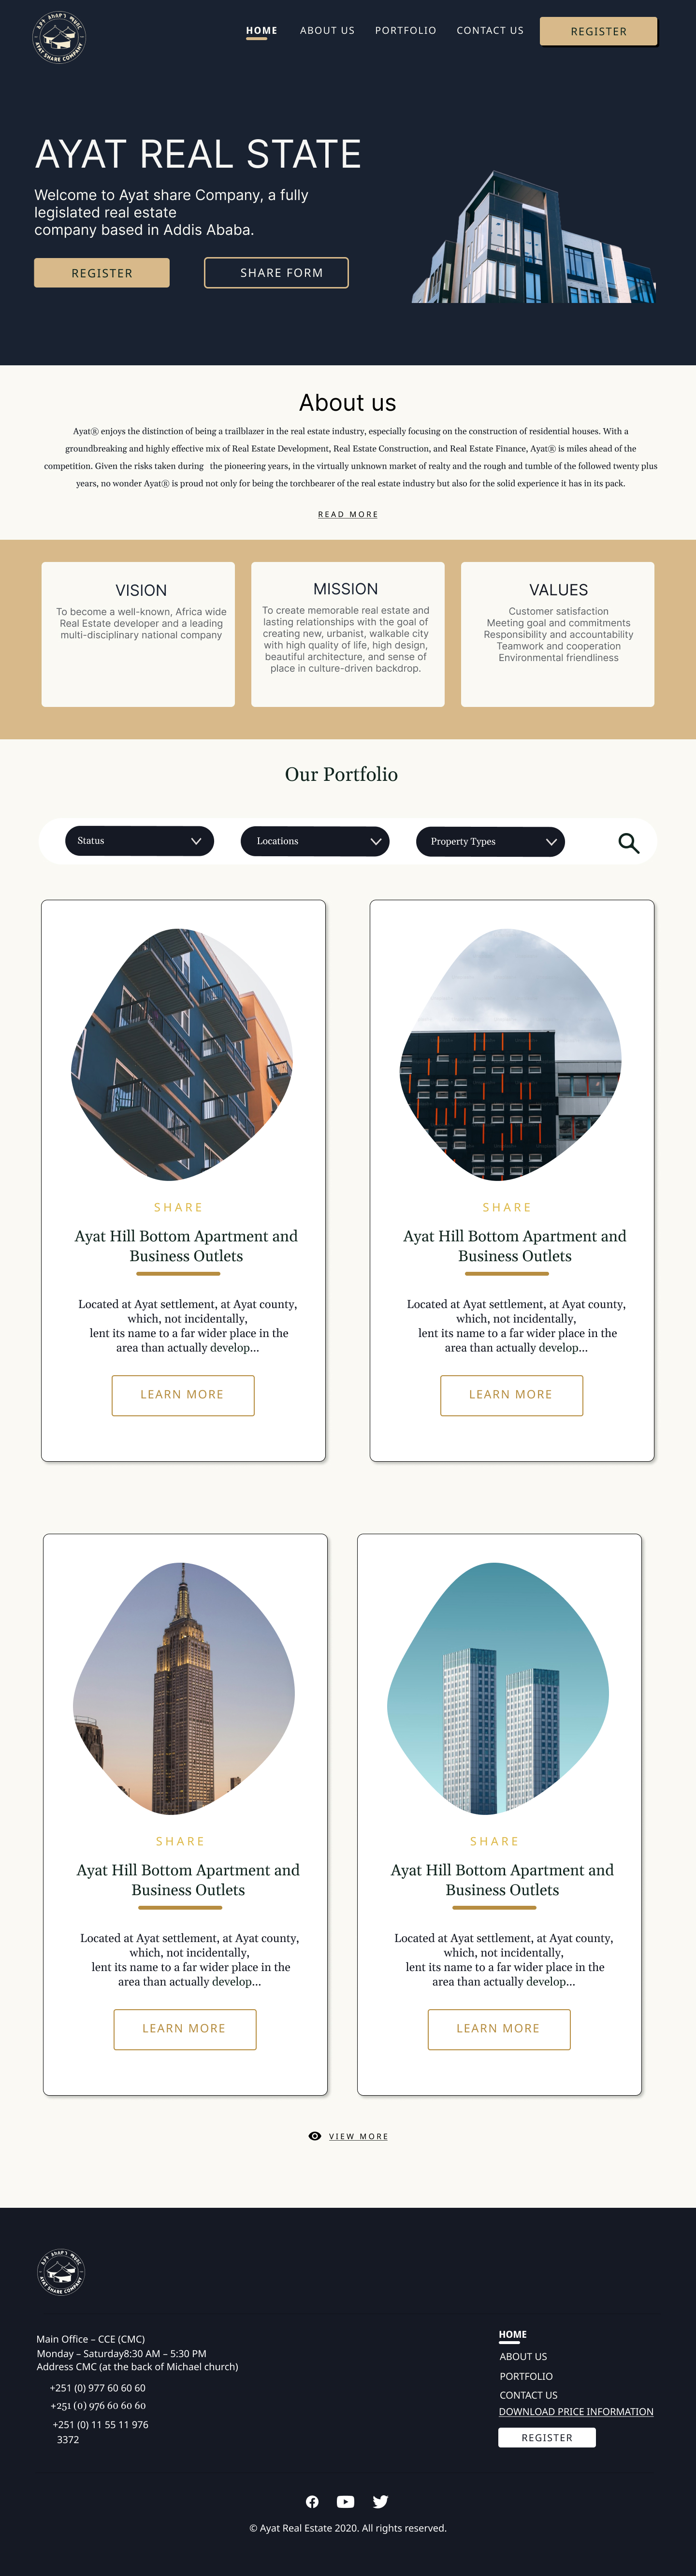 AYAT SHARE COMPANY
HOME
ABOUT US
PORTFOLIO
CONTACT US
REGISTER
AYAT REAL STATE
Welcome to Ayat share Company, a fully
legislated real estate
company based in Addis Ababa.
REGISTER
SHARE FORM
About us
Ayat® enjoys the distinction of being a trailblazer in the real estate industry, especially focusing on the construction of residential houses. With a
groundbreaking and highly effective mix of Real Estate Development, Real Estate Construction, and Real Estate Finance, Ayat® is miles ahead of the
competition. Given the risks taken during the pioneering years, in the virtually unknown market of realty and the rough and tumble of the followed twenty plus
years, no wonder Ayat® is proud not only for being the torchbearer of the real estate industry but also for the solid experience it has in its pack.
READ MORE
VISION
To become a well-known, Africa wide
Real Estate developer and a leading
multi-disciplinary national company
MISSION
To create memorable real estate and
lasting relationships with the goal of
creating new, urbanist, walkable city
with high quality of life, high design,
beautiful architecture, and sense of
place in culture-driven backdrop.
VALUES
Customer satisfaction
Meeting goal and commitments
Responsibility and accountability
Teamwork and cooperation
Environmental friendliness
Our Portfolio
Status
Locations
Property Types
SHARE
Ayat Hill Bottom Apartment and
Business Outlets
Located at Ayat settlement, at Ayat county,
which, not incidentally,
lent its name to a far wider place in the
area than actually develop...
LEARN MORE
SHARE
Ayat Hill Bottom Apartment and
Business Outlets
Located at Ayat settlement, at Ayat county,
which, not incidentally,
lent its name to a far wider place in the
area than actually develop...
LEARN MORE
SHARE
Ayat Hill Bottom Apartment and
Business Outlets
Located at Ayat settlement, at Ayat county,
which, not incidentally,
lent its name to a far wider place in the
area than actually develop...
LEARN MORE
SHARE
Ayat Hill Bottom Apartment and
Business Outlets
Located at Ayat settlement, at Ayat county,
which, not incidentally,
lent its name to a far wider place in the
area than actually develop...
LEARN MORE
VIEW MORE
AYAT SHARE COMPANY
Main Office – CCE (CMC)
Monday – Saturday8:30 AM – 5:30 PM
Address CMC (at the back of Michael church)
+251 (0) 977 60 60 60
+251 (0) 976 60 60 60
+251 (0) 11 55 11 976
3372
HOME
ABOUT US
PORTFOLIO
CONTACT US
DOWNLOAD PRICE INFORMATION
REGISTER
© Ayat Real Estate 2020. All rights reserved.